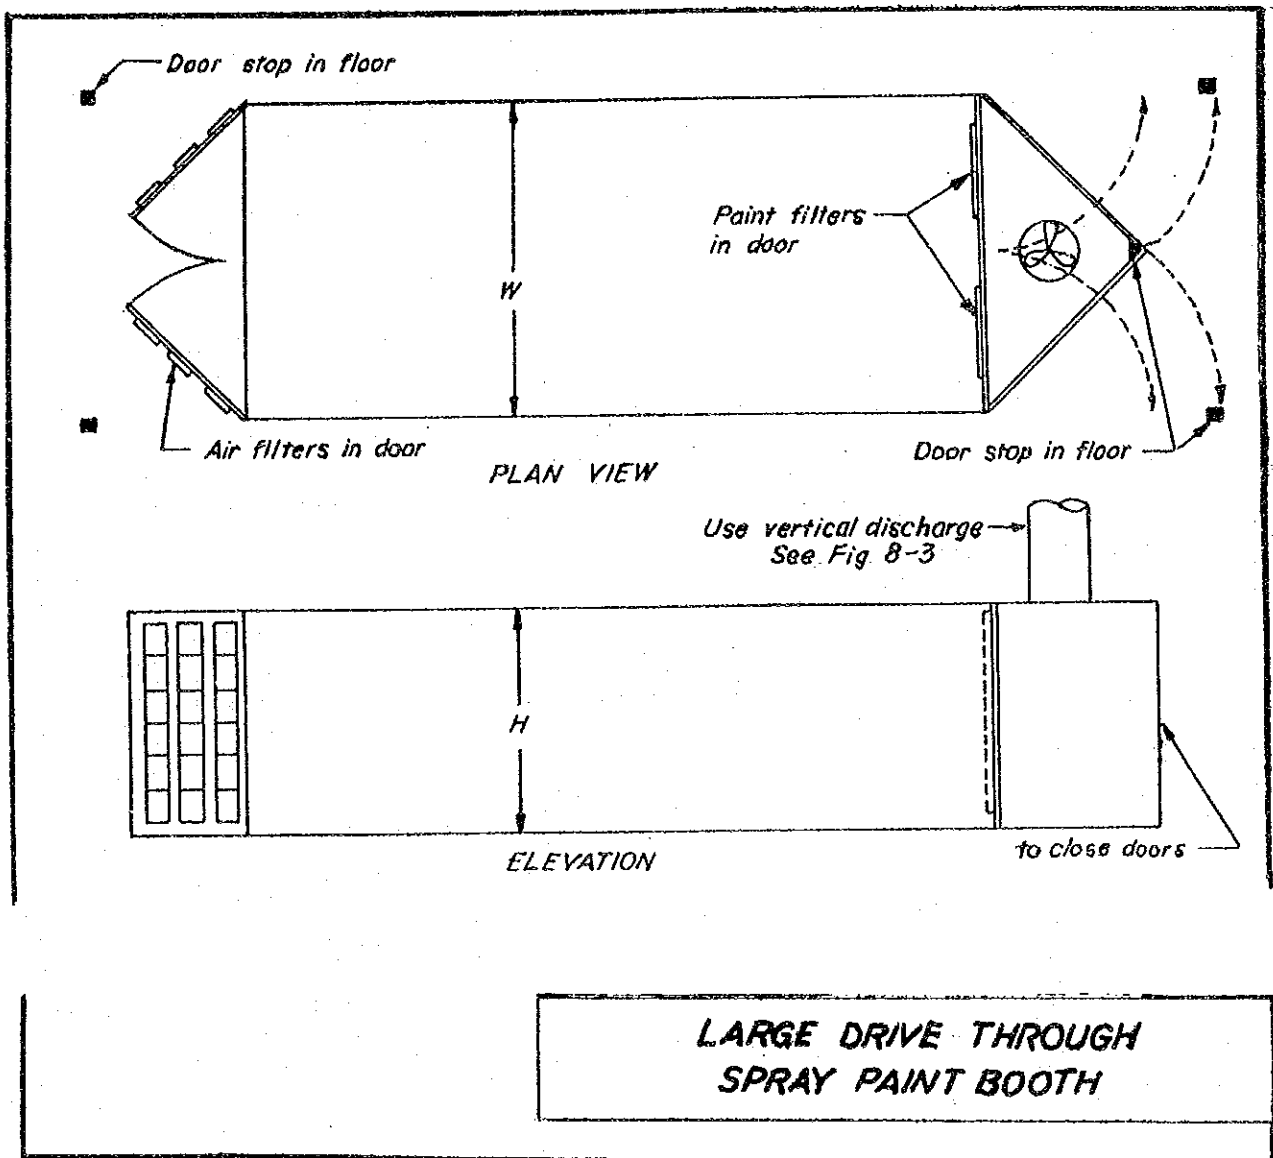 Door stop in floor
Paint filters
in door
W
Air filters in door
Door stop in floor
PLAN VIEW
Use vertical discharge
See Fig 8-3
H
to close doors
ELEVATION
LARGE DRIVE THROUGH
SPRAY PAINT BOOTH